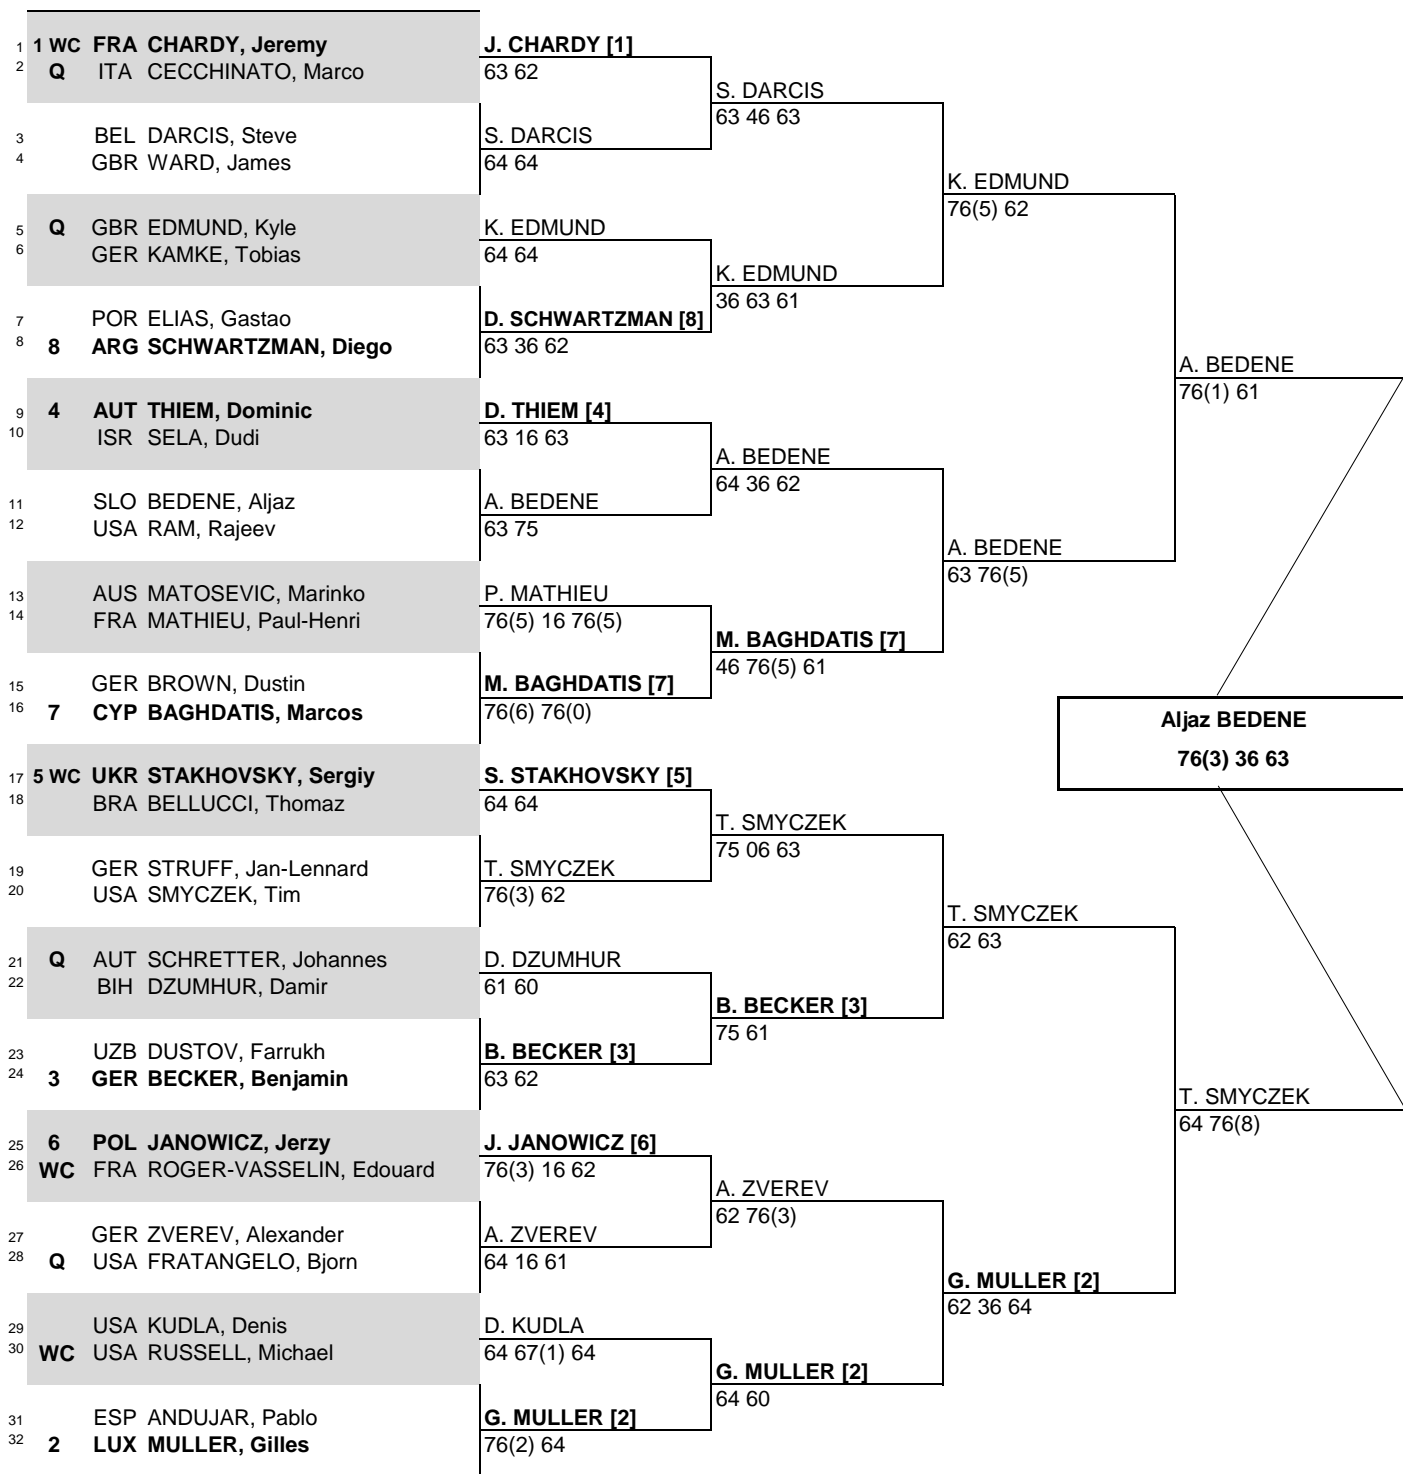 1 1 WC FRA CHARDY, Jeremy
2 Q ITA CECCHINATO, Marco
3 BEL DARCIS, Steve
4 GBR WARD, James
5 Q GBR EDMUND, Kyle
6 GER KAMKE, Tobias
7 POR ELIAS, Gastao
8 8 ARG SCHWARTZMAN, Diego
9 4 AUT THIEM, Dominic
10 ISR SELA, Dudi
11 SLO BEDENE, Aljaz
12 USA RAM, Rajeev
13 AUS MATOSEVIC, Marinko
14 FRA MATHIEU, Paul-Henri
15 GER BROWN, Dustin
16 7 CYP BAGHDATIS, Marcos
17 5 WC UKR STAKHOVSKY, Sergiy
18 BRA BELLUCCI, Thomaz
19 GER STRUFF, Jan-Lennard
20 USA SMYCZEK, Tim
21 Q AUT SCHRETTER, Johannes
22 BIH DZUMHUR, Damir
23 UZB DUSTOV, Farrukh
24 3 GER BECKER, Benjamin
25 6 POL JANOWICZ, Jerzy
26 WC FRA ROGER-VASSELIN, Edouard
27 GER ZVEREV, Alexander
28 Q USA FRATANGELO, Bjorn
29 USA KUDLA, Denis
30 WC USA RUSSELL, Michael
31 ESP ANDUJAR, Pablo
32 2 LUX MULLER, Gilles
J. CHARDY [1]
63 62
S. DARCIS
64 64
K. EDMUND
64 64
D. SCHWARTZMAN [8]
63 36 62
D. THIEM [4]
63 16 63
A. BEDENE
63 75
P. MATHIEU
76(5) 16 76(5)
M. BAGHDATIS [7]
76(6) 76(0)
S. STAKHOVSKY [5]
64 64
T. SMYCZEK
76(3) 62
D. DZUMHUR
61 60
B. BECKER [3]
63 62
J. JANOWICZ [6]
76(3) 16 62
A. ZVEREV
64 16 61
D. KUDLA
64 67(1) 64
G. MULLER [2]
76(2) 64
S. DARCIS
63 46 63
K. EDMUND
36 63 61
A. BEDENE
64 36 62
M. BAGHDATIS [7]
46 76(5) 61
T. SMYCZEK
75 06 63
B. BECKER [3]
75 61
A. ZVEREV
62 76(3)
G. MULLER [2]
64 60
K. EDMUND
76(5) 62
A. BEDENE
63 76(5)
T. SMYCZEK
62 63
G. MULLER [2]
62 36 64
A. BEDENE
76(1) 61
T. SMYCZEK
64 76(8)
Aljaz BEDENE
76(3) 36 63